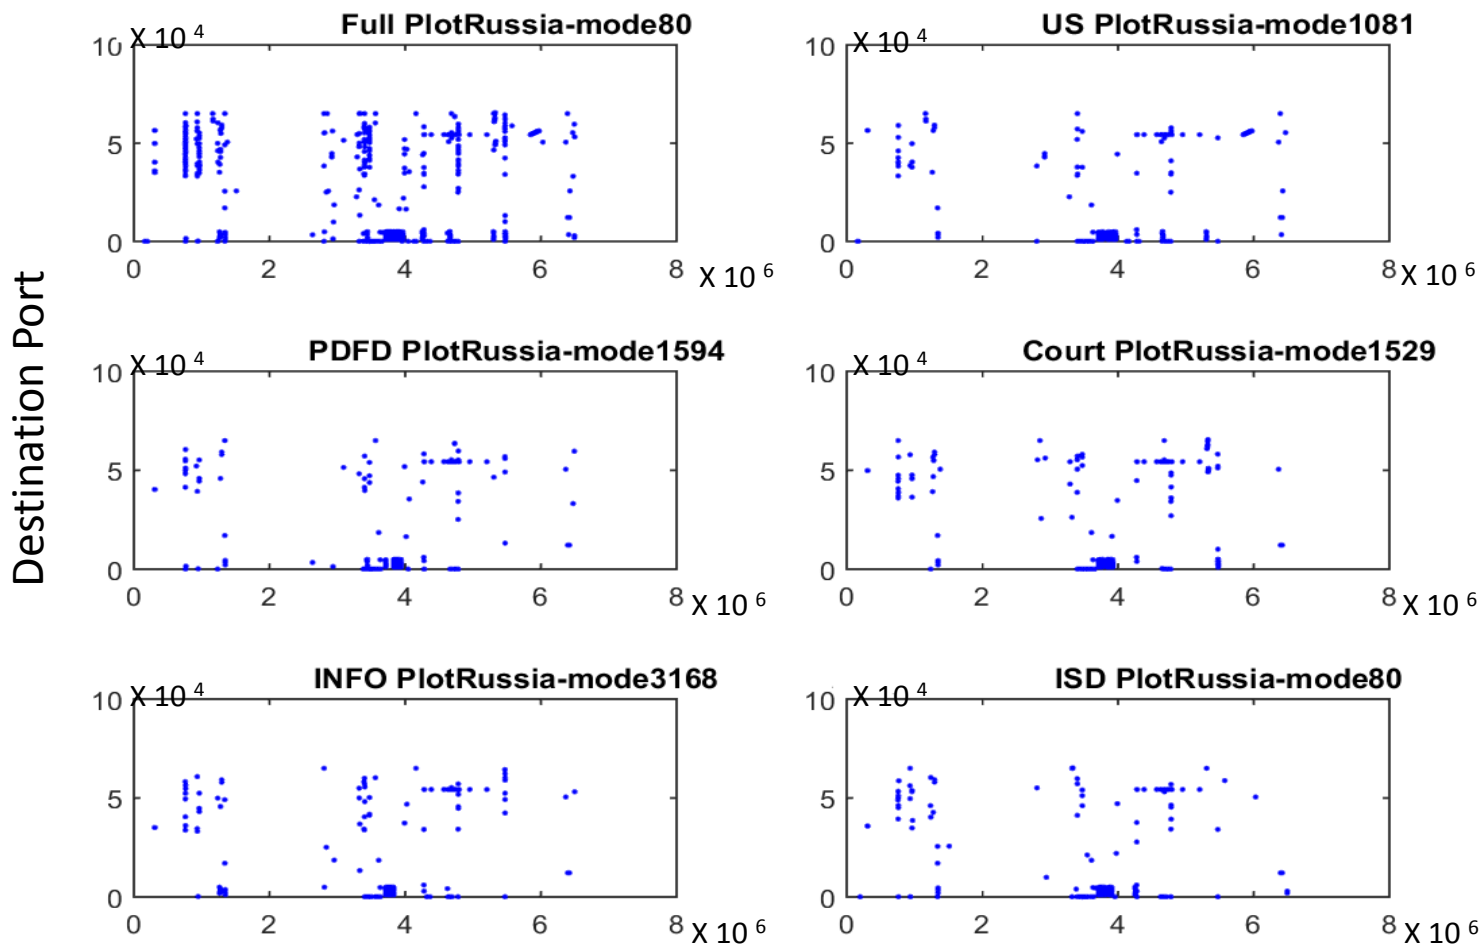 Destination Port
Full PlotRussia-mode80
X 10 4
10
5
0
0 2 4 6 8
X 10 6
US PlotRussia-mode1081
X 10 4
10
5
0
0 2 4 6 8
X 10 6
PDFD PlotRussia-mode1594
X 10 4
10
5
0
0 2 4 6 8
X 10 6
Court PlotRussia-mode1529
X 10 4
10
5
0
0 2 4 6 8
X 10 6
INFO PlotRussia-mode3168
X 10 4
10
5
0
0 2 4 6 8
X 10 6
ISD PlotRussia-mode80
X 10 4
10
5
0
0 2 4 6 8
X 10 6